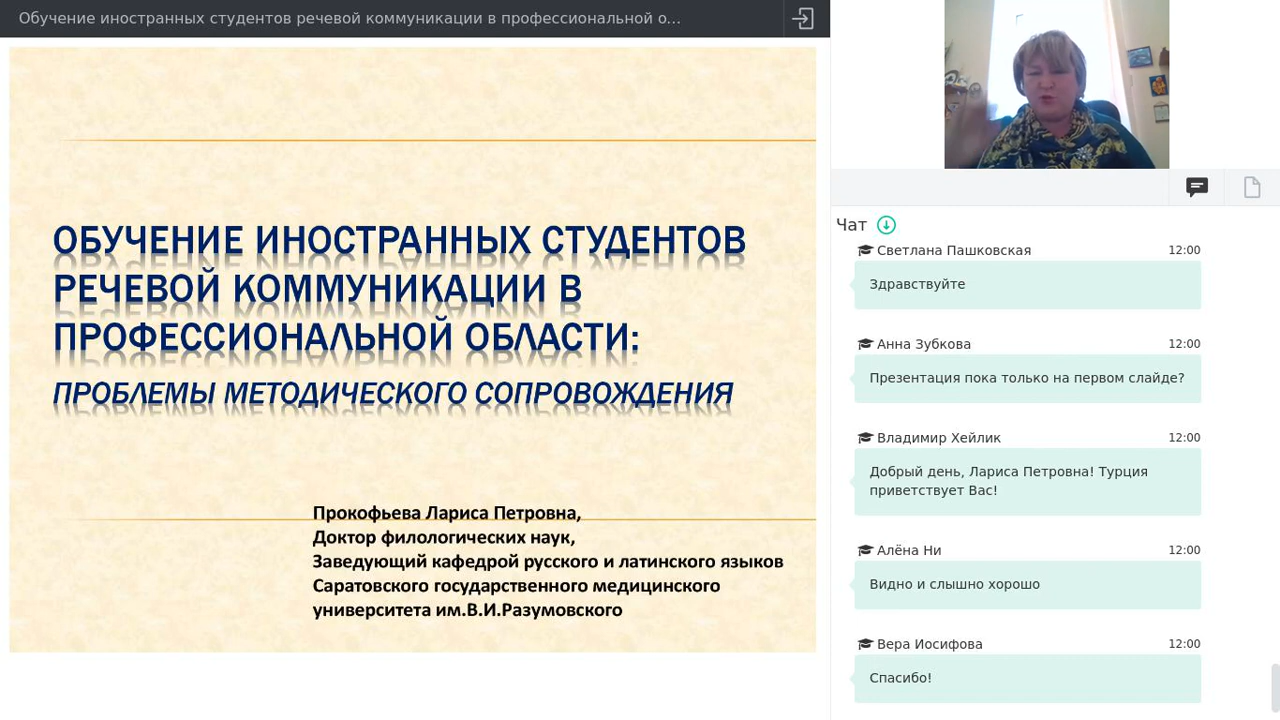 Обучение иностранных студентов речевой коммуникации в профессиональной о...
ОБУЧЕНИЕ ИНОСТРАННЫХ СТУДЕНТОВ
РЕЧЕВОЙ КОММУНИКАЦИИ В
ПРОФЕССИОНАЛЬНОЙ ОБЛАСТИ:
ПРОБЛЕМЫ МЕТОДИЧЕСКОГО СОПРОВОЖДЕНИЯ
Прокофьева Лариса Петровна,
Доктор филологических наук,
Заведующий кафедрой русского и латинского языков
Саратовского государственного медицинского
университета им.В.И.Разумовского
Чат
Светлана Пашковская 12:00
Здравствуйте
Анна Зубкова 12:00
Презентация пока только на первом слайде?
Владимир Хейлик 12:00
Добрый день, Лариса Петровна! Турция
приветствует Вас!
Алёна Ни 12:00
Видно и слышно хорошо
Вера Иосифова 12:00
Спасибо!